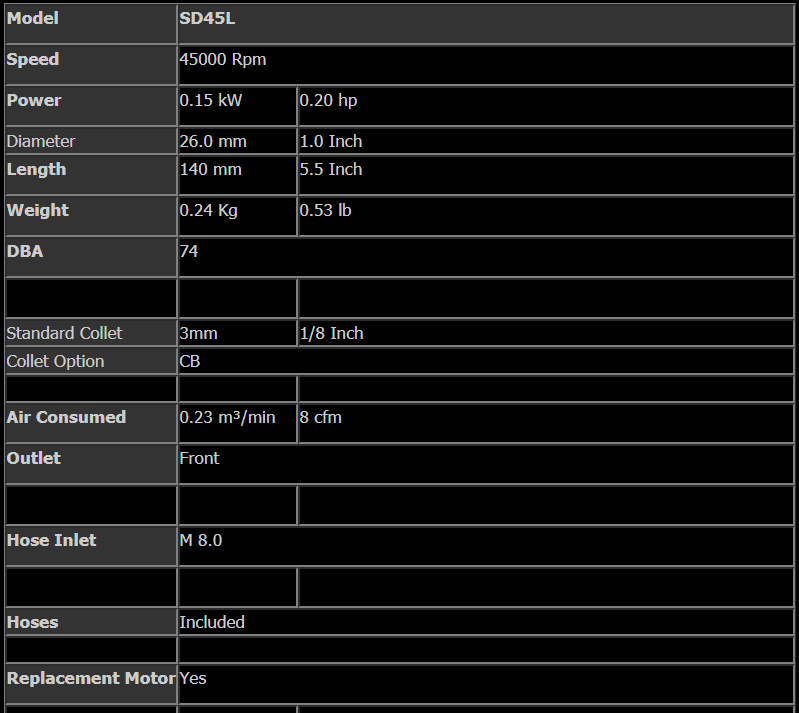 Model SD45L
Speed 45000 Rpm
Power 0.15 kW 0.20 hp
Diameter 26.0 mm 1.0 Inch
Length 140 mm 5.5 Inch
Weight 0.24 Kg 0.53 lb
DBA 74
Standard Collet 3mm 1/8 Inch
Collet Option CB
Air Consumed 0.23 m³/min 8 cfm
Outlet Front
Hose Inlet M 8.0
Hoses Included
Replacement Motor Yes